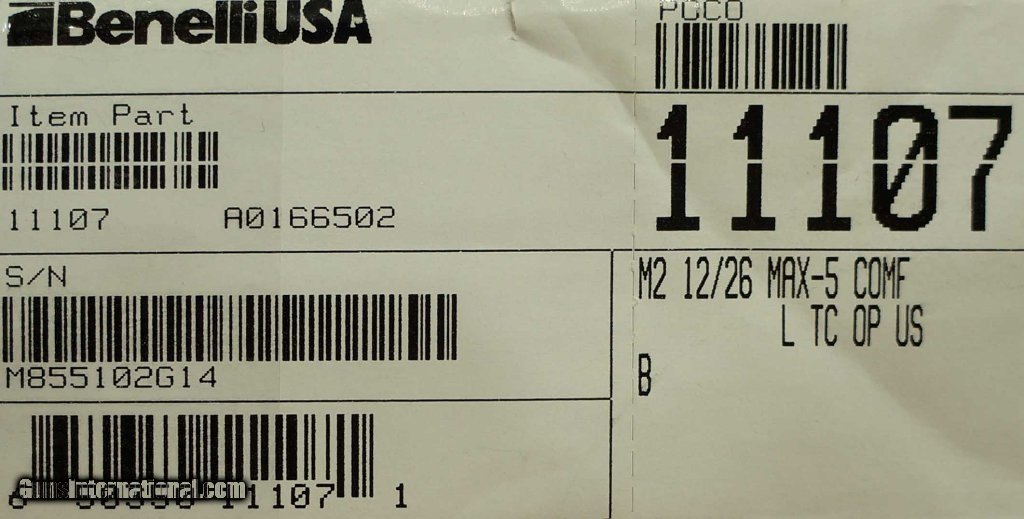 BenelliUSA
PGCO
Item Part
11107 A0166502
11107
S/N
M855102G14
M2 12/26 MAX-5 COMF
L TC OP US
B
GunsInternational.com
11107 1